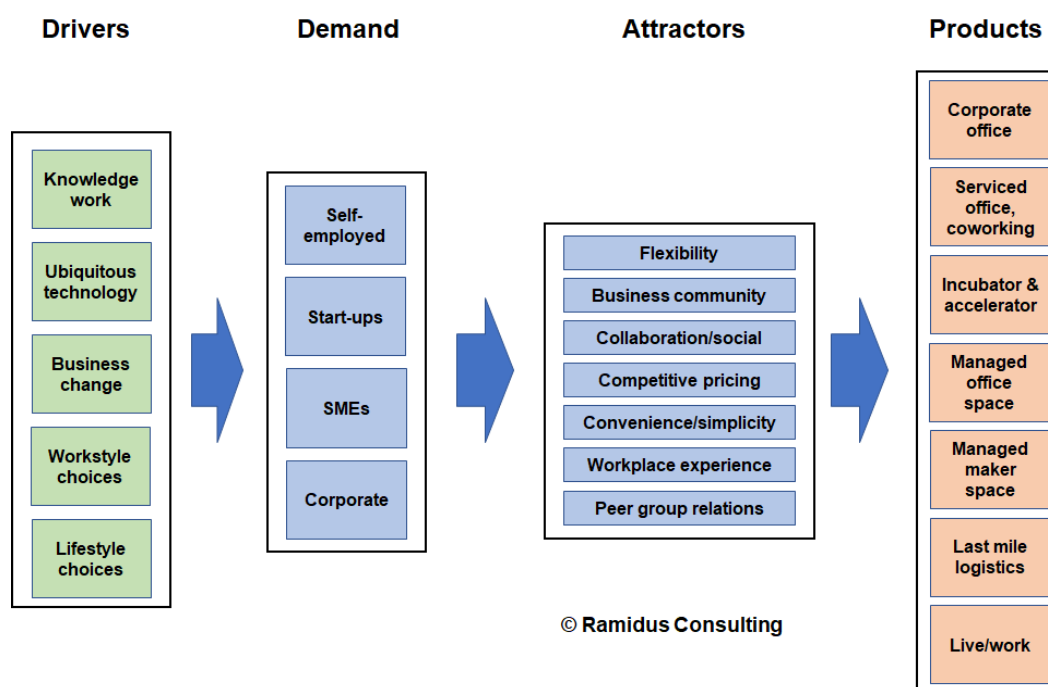 Drivers
Demand
Attractors
Products
Knowledge
work
Ubiquitous
technology
Business
change
Workstyle
choices
Lifestyle
choices
Self-
employed
Start-ups
SMEs
Corporate
Flexibility
Business community
Collaboration/social
Competitive pricing
Convenience/simplicity
Workplace experience
Peer group relations
Corporate
office
Serviced
office,
coworking
Incubator &
accelerator
Managed
office
space
Managed
maker
space
Last mile
logistics
Live/work
© Ramidus Consulting